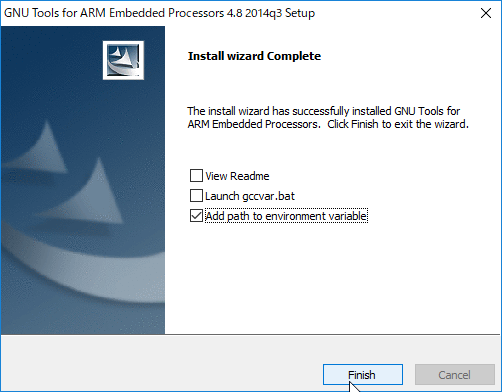 GNU Tools for ARM Embedded Processors 4.8 2014q3 Setup
Install wizard Complete
The install wizard has successfully installed GNU Tools for
ARM Embedded Processors.  Click Finish to exit the wizard.
View Readme
Launch gccvar.bat
Add path to environment variable
Finish
Cancel